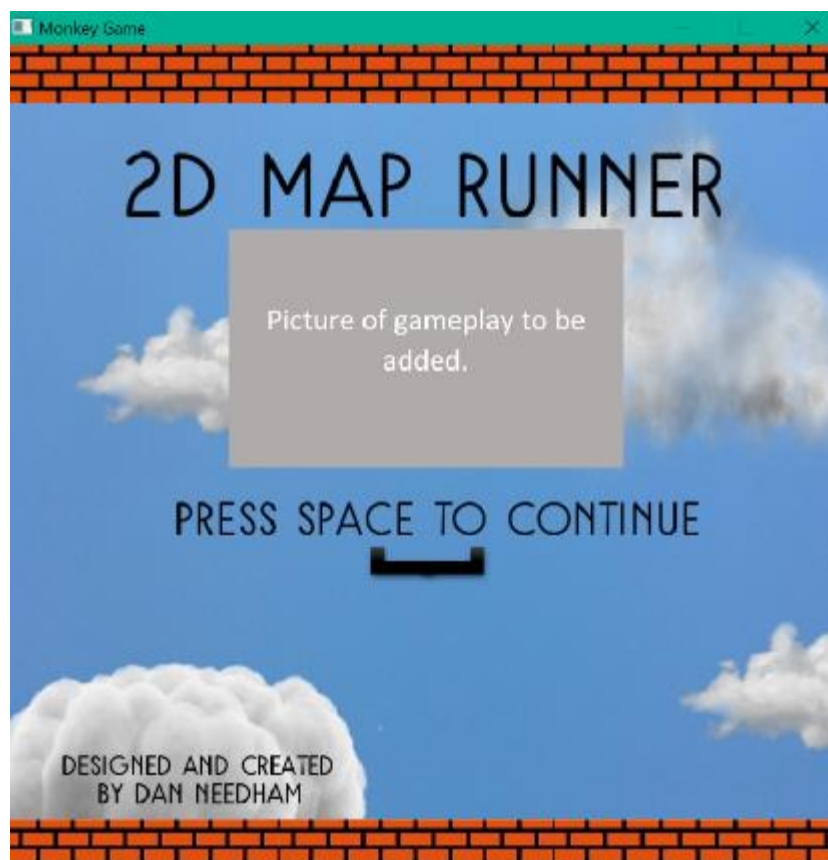 Monkey Game
2D MAP RUNNER
Picture of gameplay to be
added.
PRESS SPACE TO CONTINUE
DESIGNED AND CREATED
BY DAN NEEDHAM